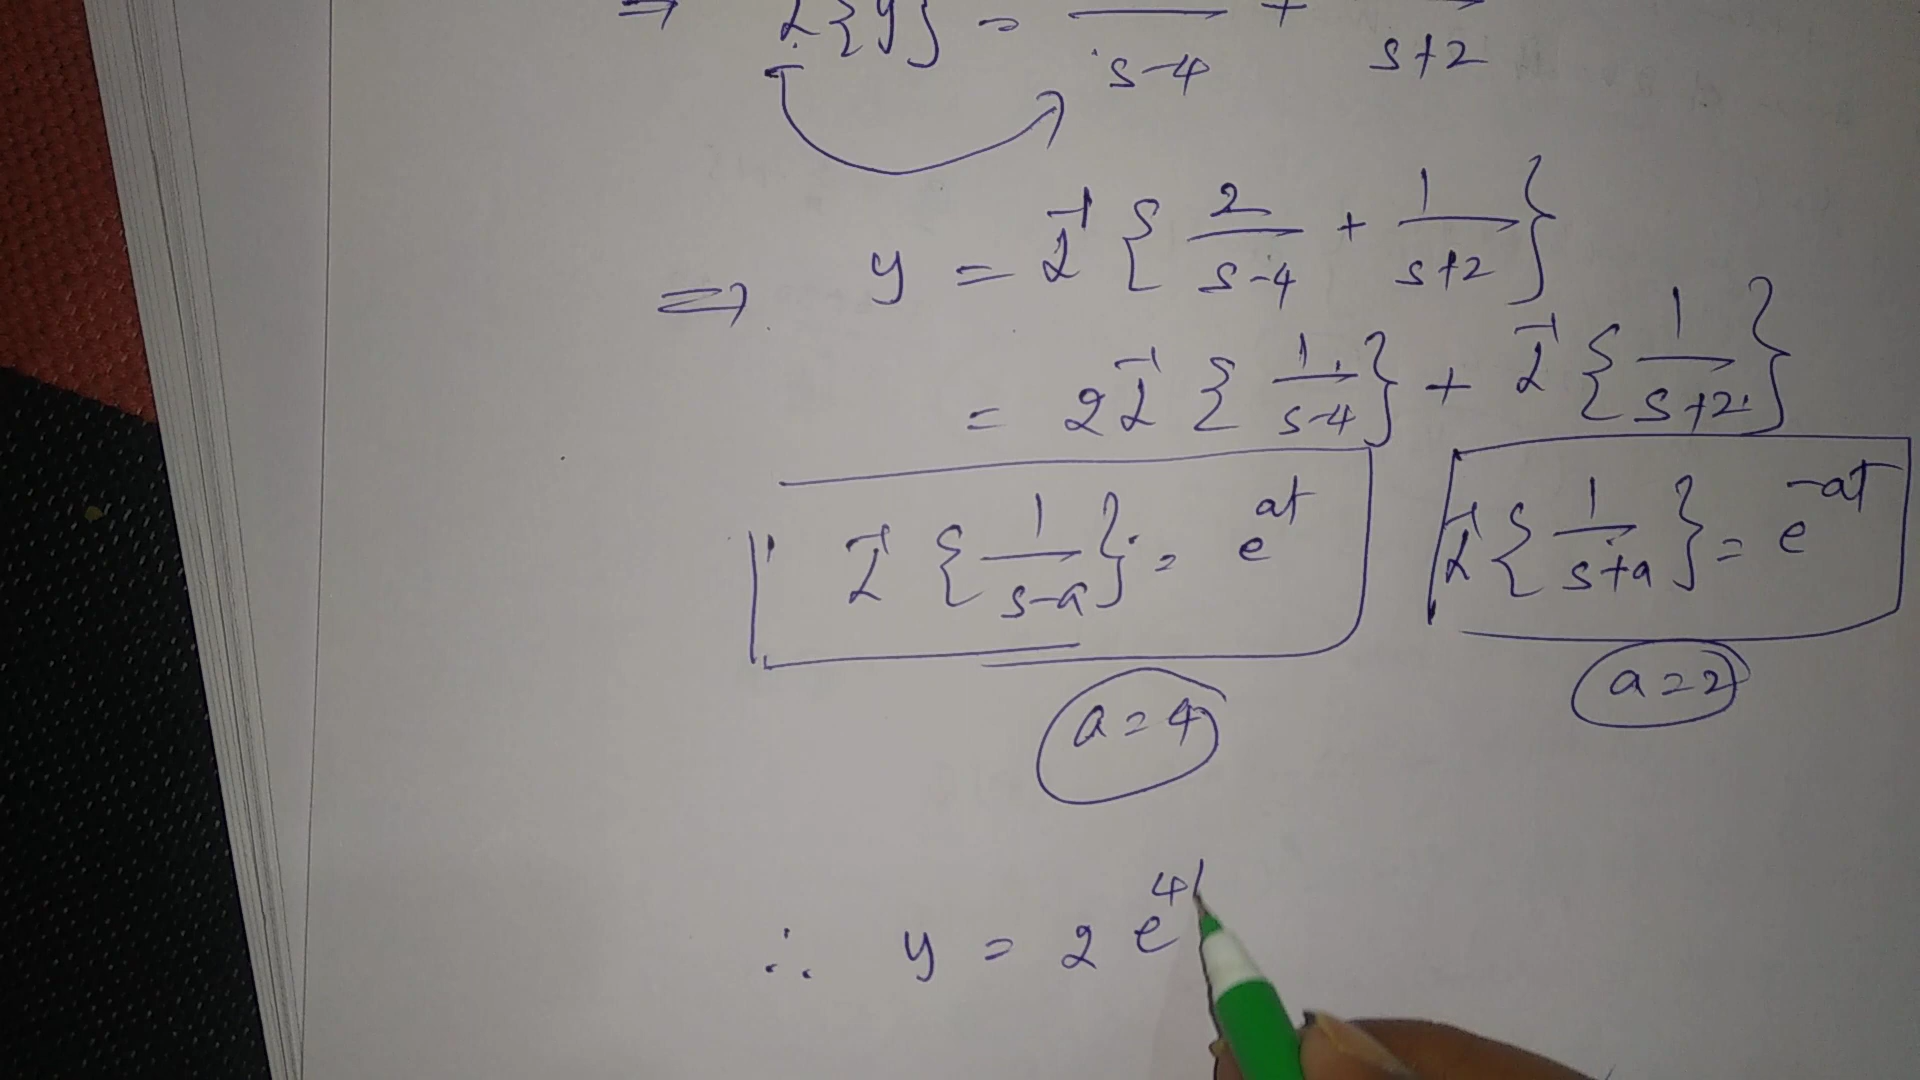 ⇒ L{y} = — / s-4 + — / s+2
⇒ y = L⁻¹ { 2/(s-4) + 1/(s+2) }
= 2L⁻¹ { 1/(s-4) } + L⁻¹ { 1/(s+2) }
L⁻¹ { 1/(s-a) } = e^at
L⁻¹ { 1/(s+a) } = e^-at
a=4
a=2
∴ y = 2 e^4